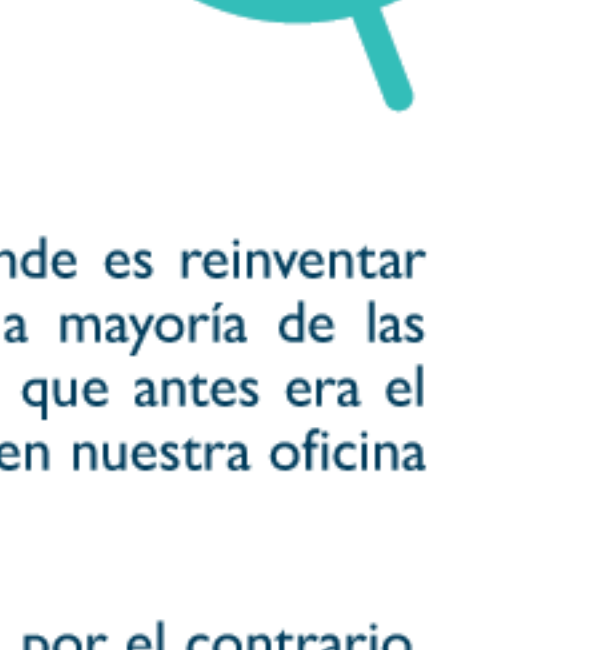 nde es reinventar
a mayoría de las
que antes era el
en nuestra oficina
por el contrario